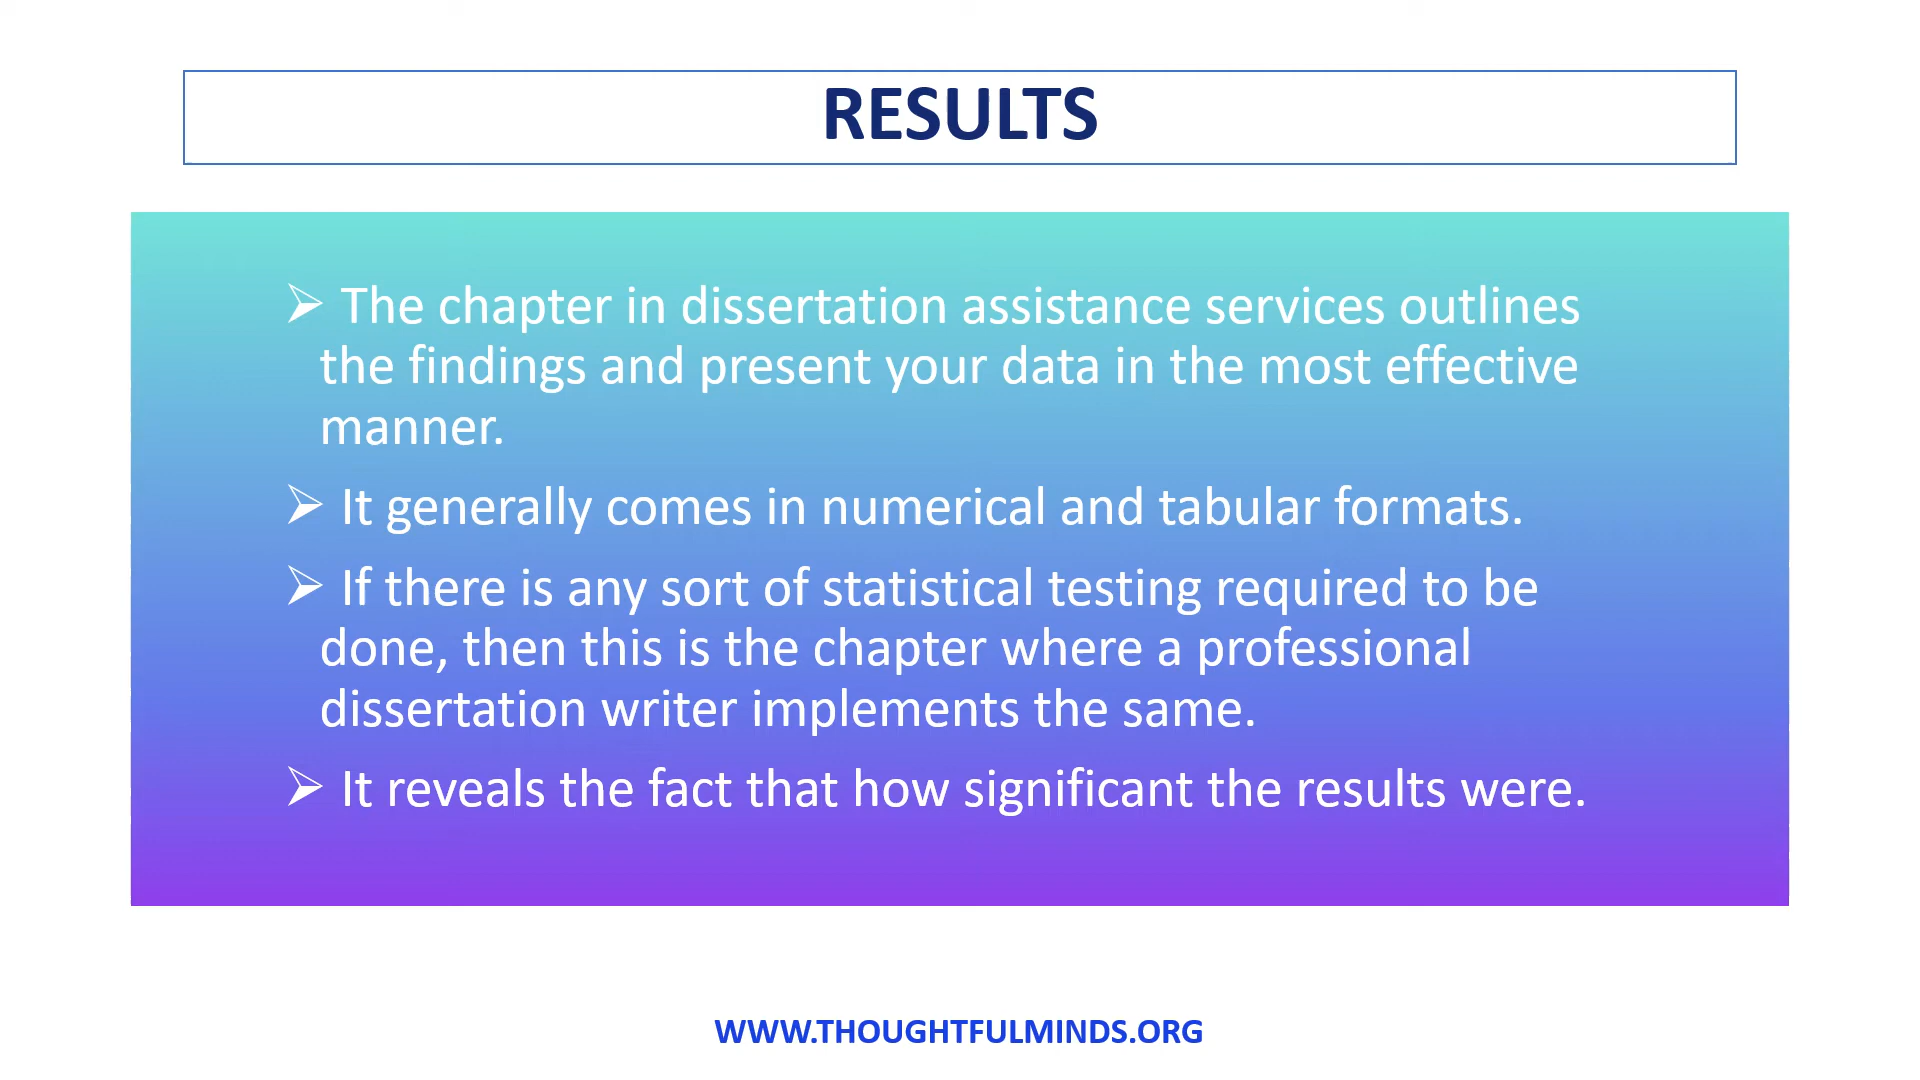 RESULTS
➢ The chapter in dissertation assistance services outlines
the findings and present your data in the most effective
manner.
➢ It generally comes in numerical and tabular formats.
➢ If there is any sort of statistical testing required to be
done, then this is the chapter where a professional
dissertation writer implements the same.
➢ It reveals the fact that how significant the results were.
WWW.THOUGHTFULMINDS.ORG